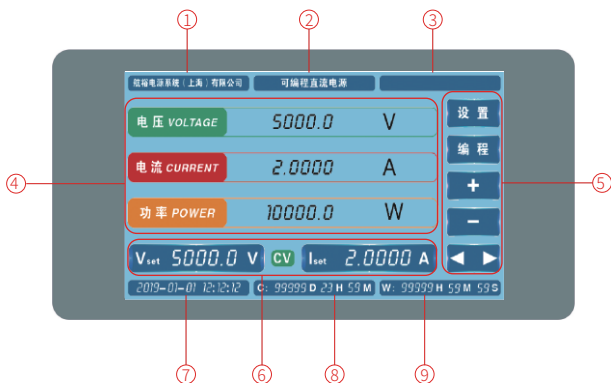 ① ② ③
航裕电源系统（上海）有限公司 可编程直流电源
电压 VOLTAGE 5000.0 V
设置
电流 CURRENT 2.0000 A
编程
④ ⑤
+
功率 POWER 10000.0 W
−
Vset 5000.0 V CV Iset 2.0000 A ◀ ▶
2019-01-01 12:12:12 C: 99999 D 23 H 59 M W: 99999 H 59 M 59 S
⑦ ⑥ ⑧ ⑨